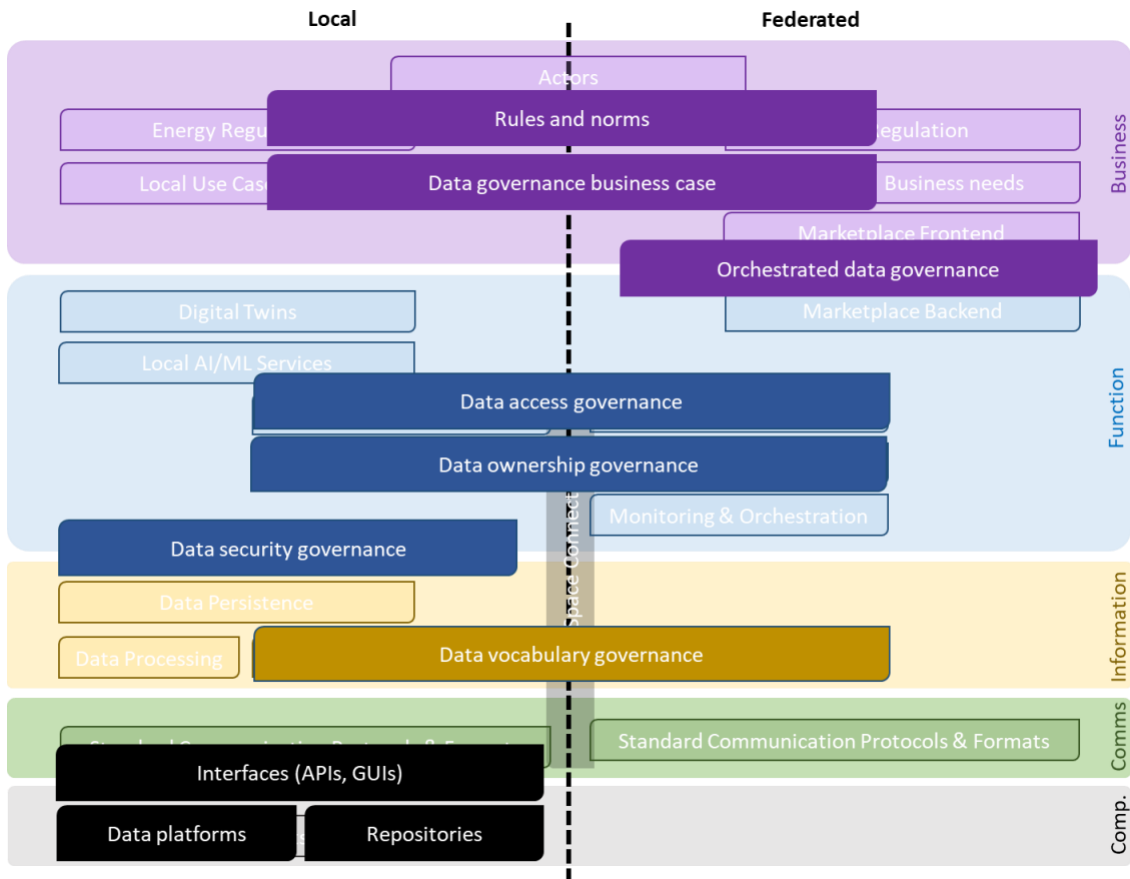 Local
Federated
Actors
Rules and norms
Energy Regu
Regulation
Data governance business case
Local Use Case
Business needs
Marketplace Frontend
Orchestrated data governance
Business
Digital Twins
Marketplace Backend
Local AI/ML Services
Data access governance
Data ownership governance
Monitoring & Orchestration
Data security governance
Function
Space Connect
Data Persistence
Data Processing
Data vocabulary governance
Information
Standard Communication Protocols & Formats
Interfaces (APIs, GUIs)
Comms
Data platforms
Repositories
Comp.